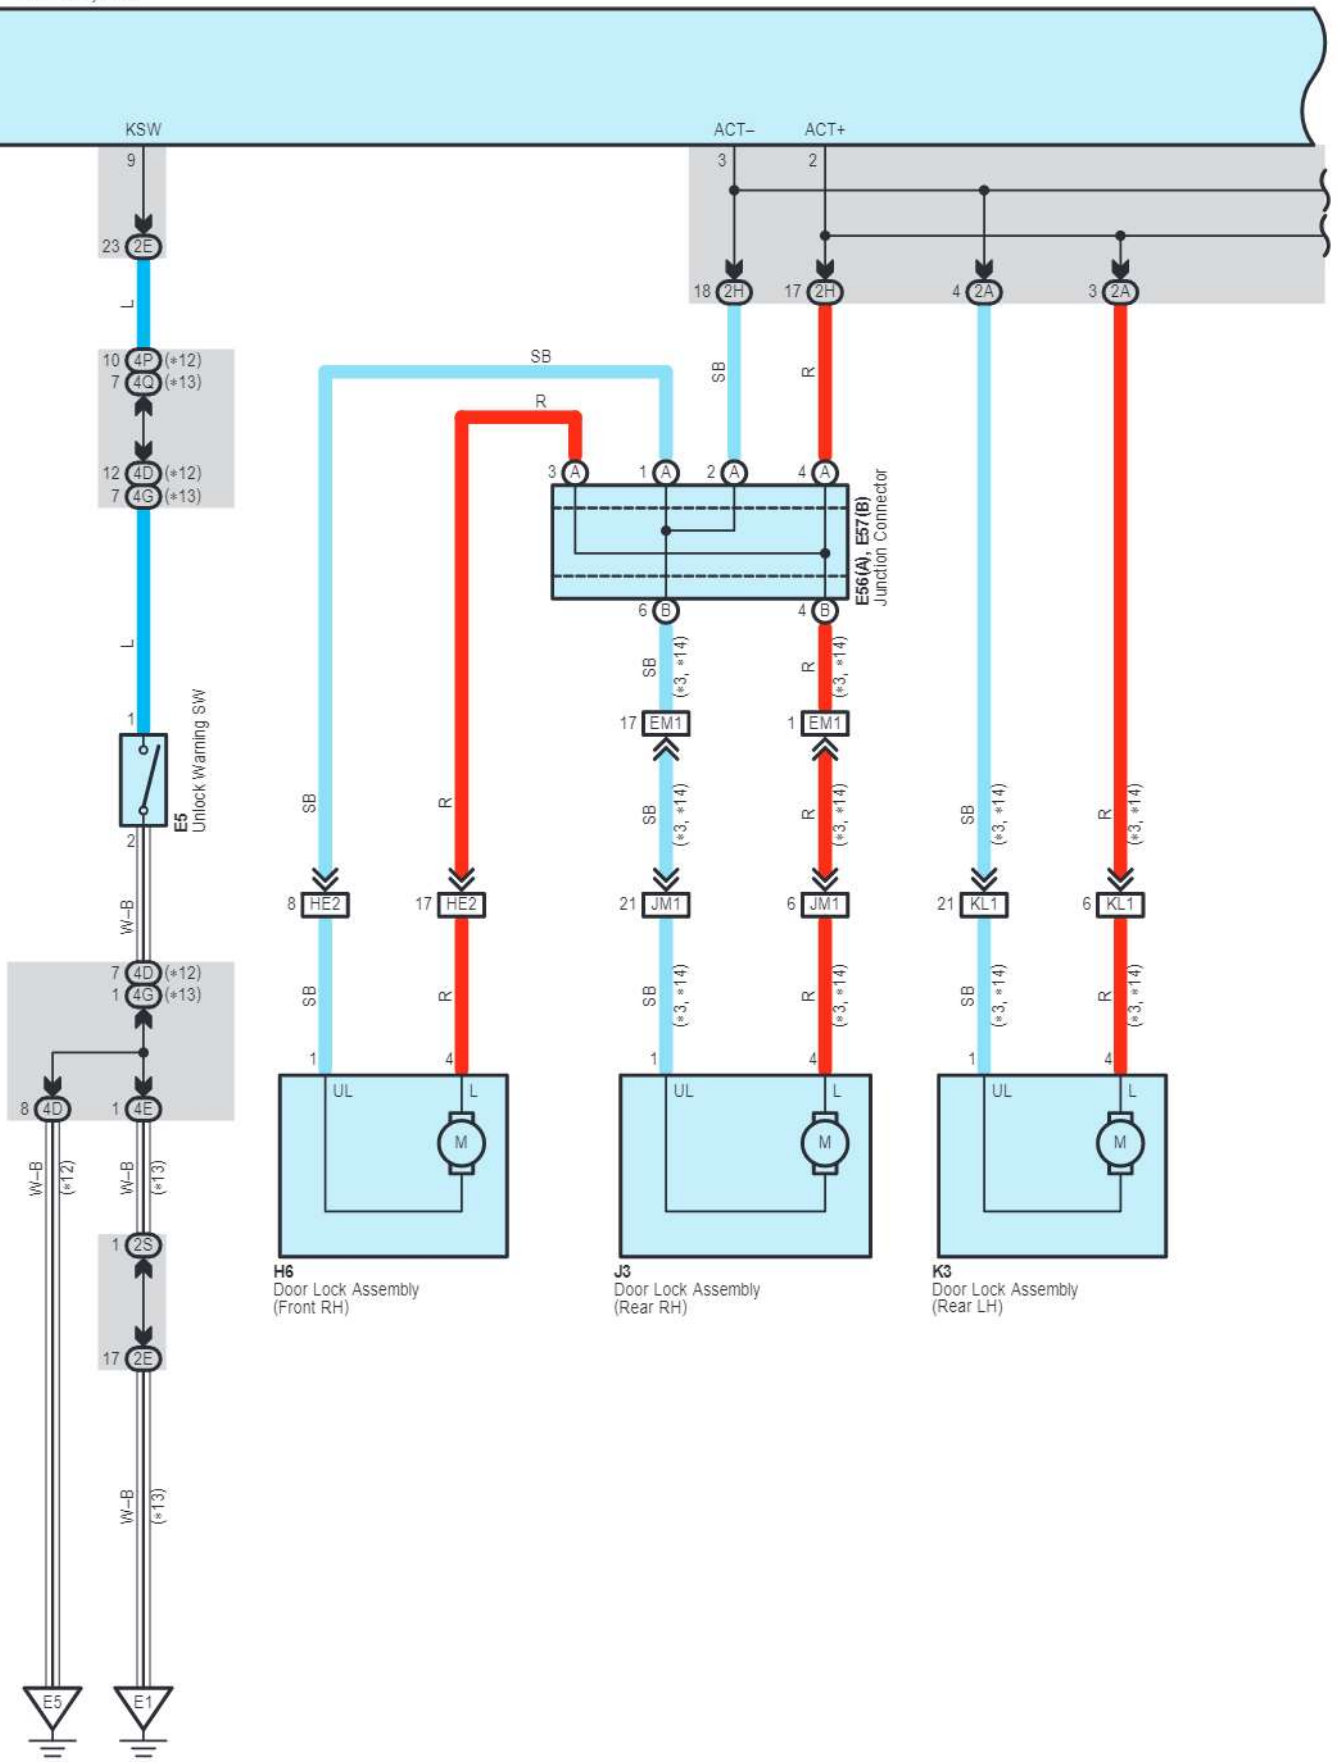 KSW
ACT–
ACT+
9
3
2
23 2E
18 2H
17 2H
4 2A
3 2A
L
SB
R
SB
R
10 4P (*12)
7 4Q (*13)
12 4D (*12)
7 4G (*13)
3 A
1 A
2 A
4 A
E56(A), E57(B)
Junction Connector
6 B
4 B
L
SB
(*3, *14)
R
(*3, *14)
1
17 EM1
1 EM1
E5
Unlock Warning SW
2
SB
R
SB
(*3, *14)
R
(*3, *14)
SB
(*3, *14)
R
(*3, *14)
W–B
8 HE2
17 HE2
21 JM1
6 JM1
21 KL1
6 KL1
7 4D (*12)
1 4G (*13)
SB
R
SB
(*3, *14)
R
(*3, *14)
SB
(*3, *14)
R
(*3, *14)
1
4
1
4
1
4
UL
L
UL
L
UL
L
8 4D
1 4E
M
M
M
W–B
(*12)
W–B
(*13)
1 2S
H6
Door Lock Assembly
(Front RH)
J3
Door Lock Assembly
(Rear RH)
K3
Door Lock Assembly
(Rear LH)
17 2E
W–B
(*13)
E5
E1